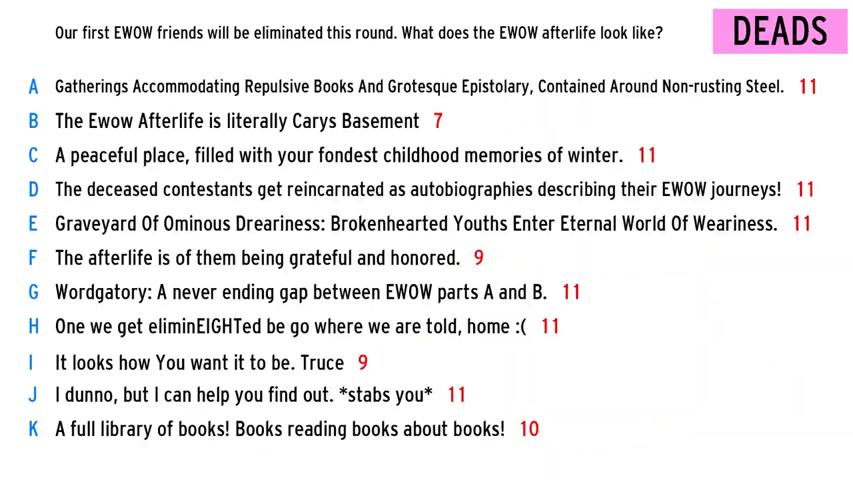 Our first EWOW friends will be eliminated this round. What does the EWOW afterlife look like?
DEADS
A Gatherings Accommodating Repulsive Books And Grotesque Epistolary, Contained Around Non-rusting Steel. 11
B The Ewow Afterlife is literally Carys Basement 7
C A peaceful place, filled with your fondest childhood memories of winter. 11
D The deceased contestants get reincarnated as autobiographies describing their EWOW journeys! 11
E Graveyard Of Ominous Dreariness: Brokenhearted Youths Enter Eternal World Of Weariness. 11
F The afterlife is of them being grateful and honored. 9
G Wordgatory: A never ending gap between EWOW parts A and B. 11
H One we get eliminEIGHTed be go where we are told, home :( 11
I It looks how You want it to be. Truce 9
J I dunno, but I can help you find out. *stabs you* 11
K A full library of books! Books reading books about books! 10